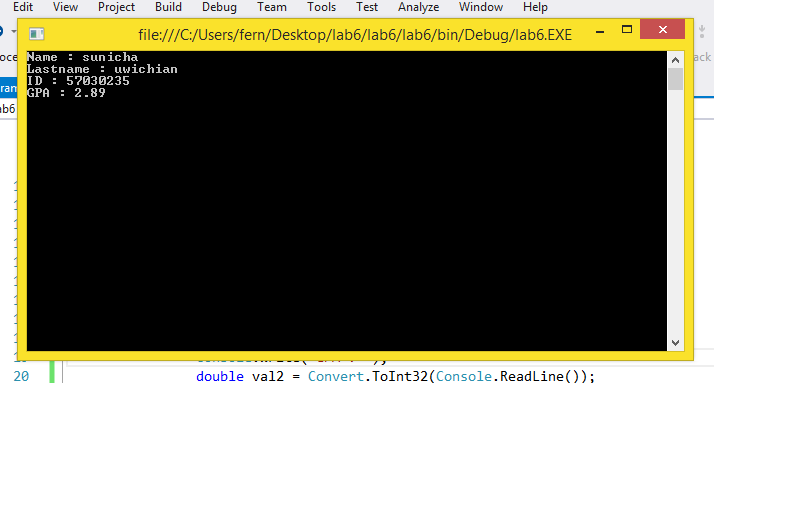 Edit View Project Build Debug Team Tools Test Analyze Window Help
file:///C:/Users/fern/Desktop/lab6/lab6/lab6/bin/Debug/lab6.EXE
Name : sunicha
Lastname : uwichian
ID : 57030235
GPA : 2.89
20 double val2 = Convert.ToInt32(Console.ReadLine());